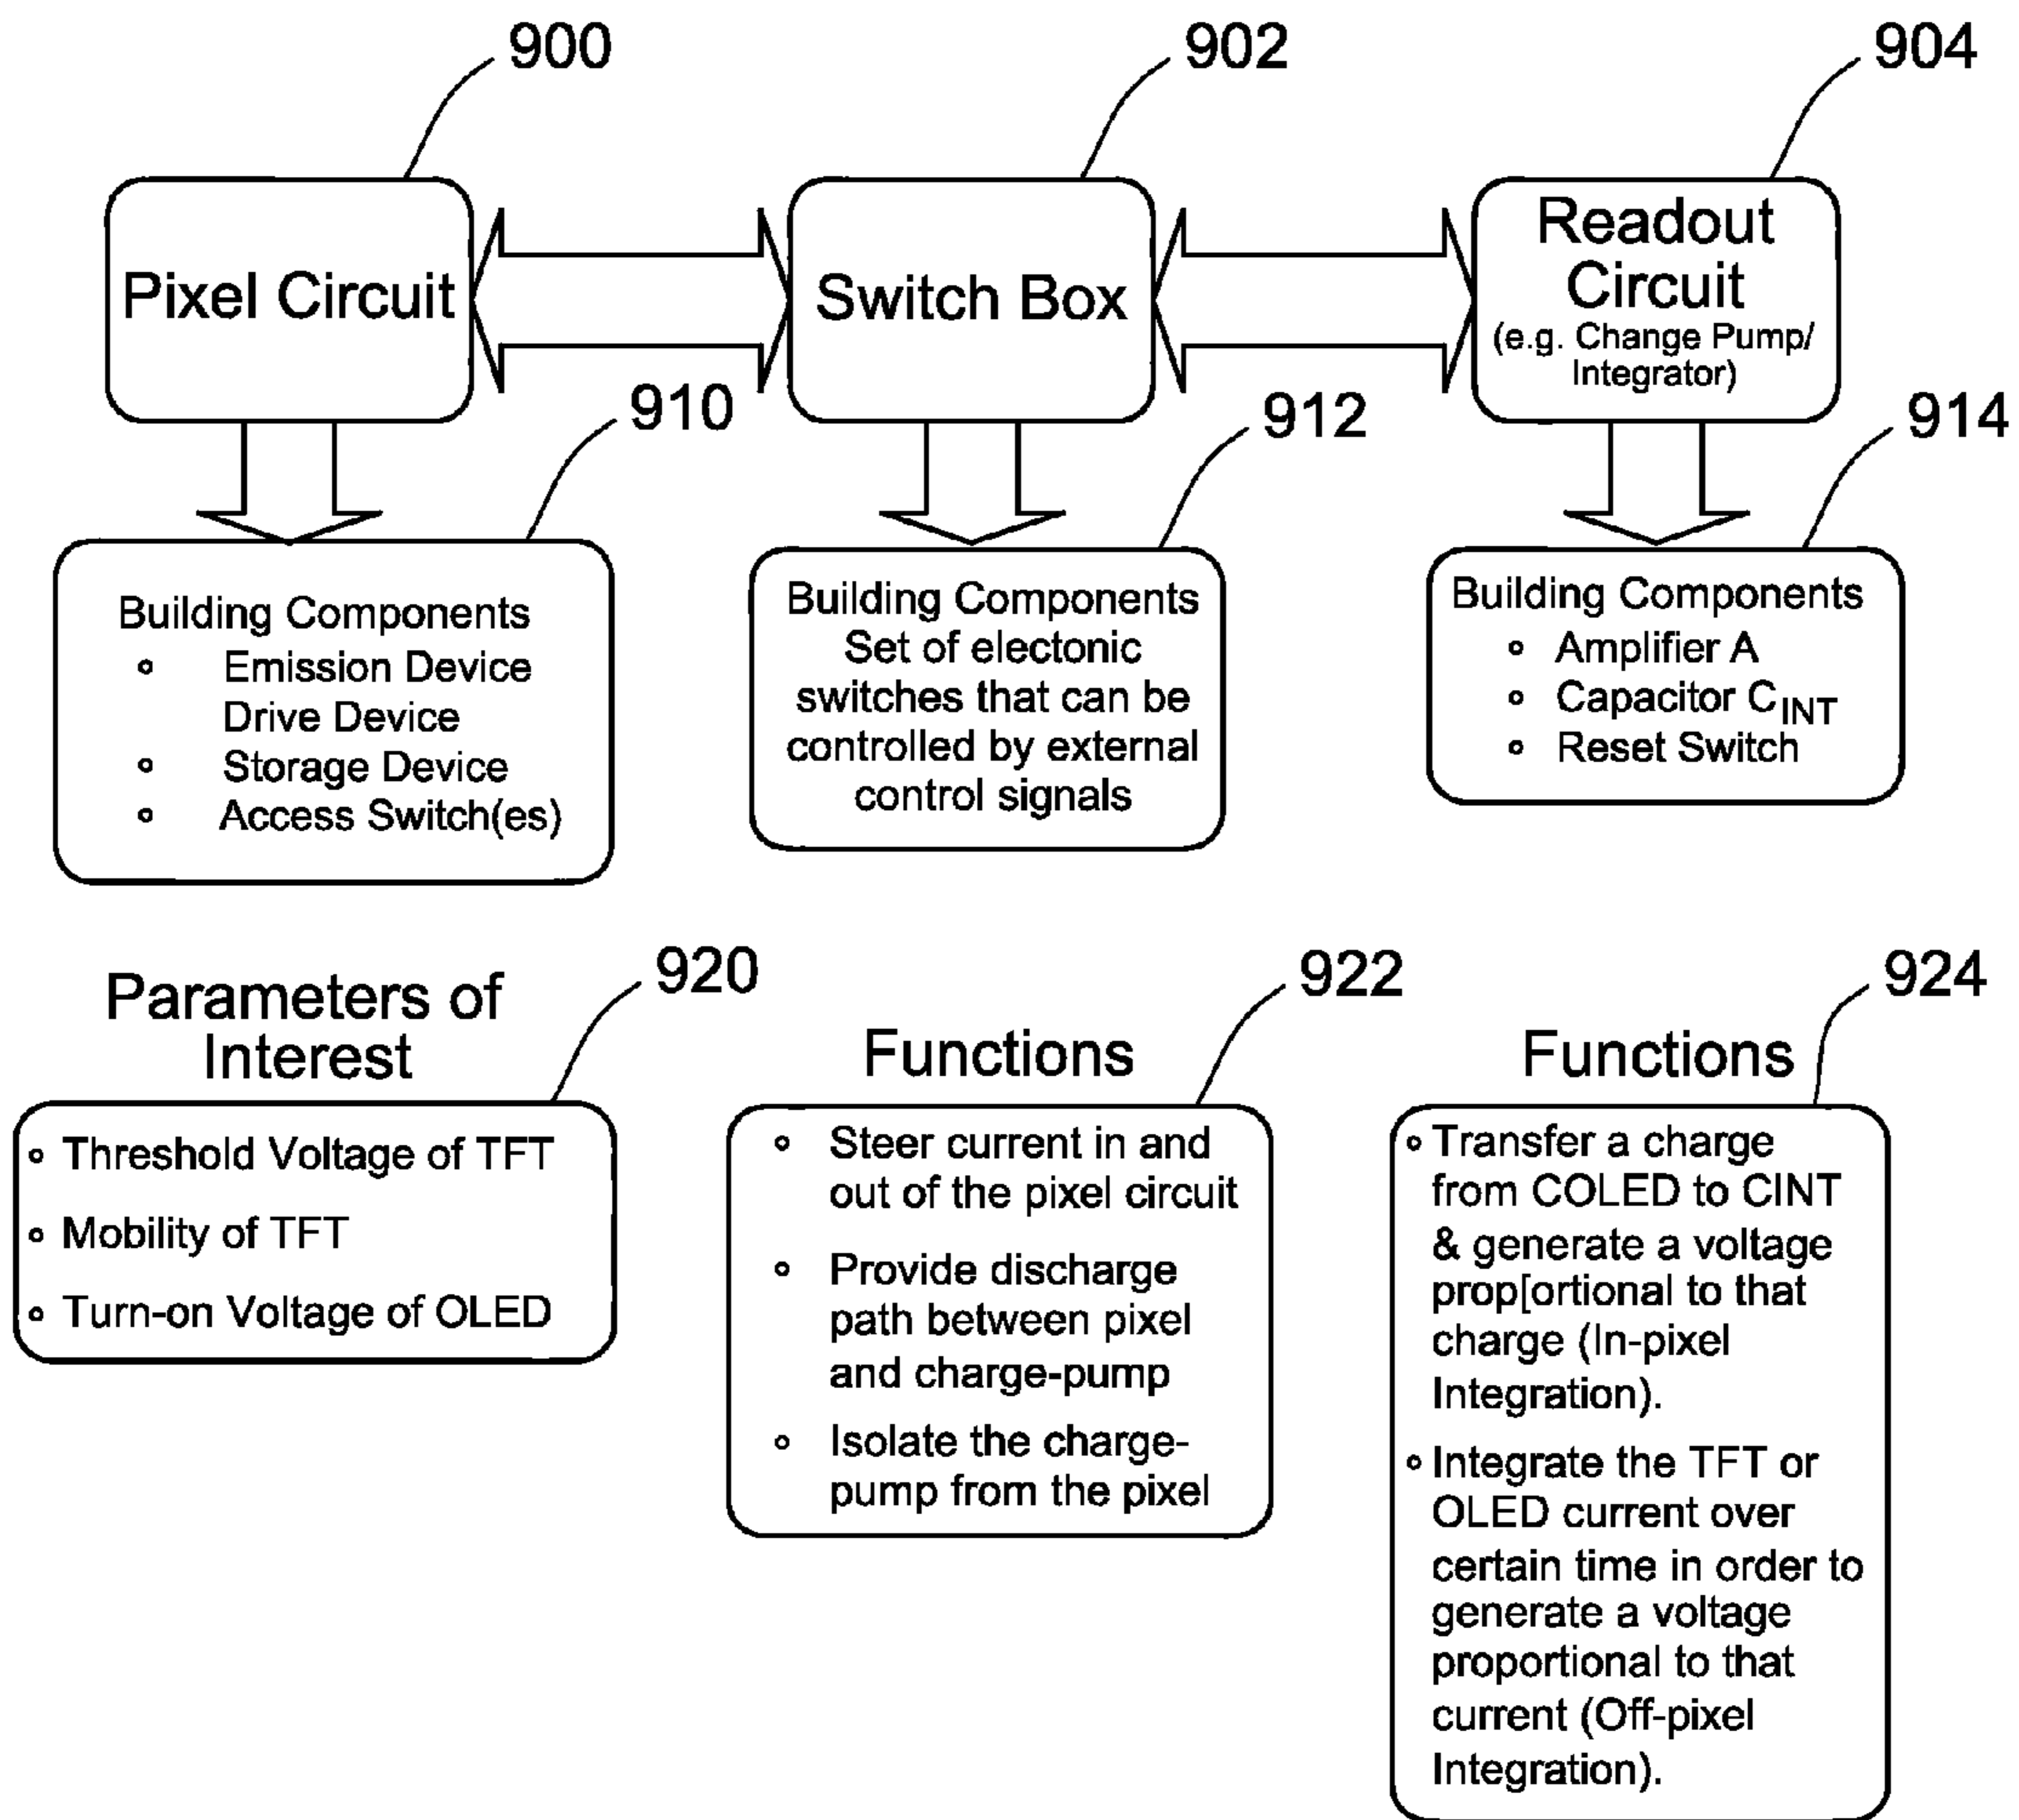 900
902
904
Pixel Circuit
Switch Box
Readout
Circuit
(e.g. Change Pump/
Integrator)
910
912
914
Building Components
∘ Emission Device
Drive Device
∘ Storage Device
∘ Access Switch(es)
Building Components
Set of electonic
switches that can be
controlled by external
control signals
Building Components
∘ Amplifier A
∘ Capacitor CINT
∘ Reset Switch
920
922
924
Parameters of
Interest
Functions
Functions
∘ Threshold Voltage of TFT
∘ Mobility of TFT
∘ Turn-on Voltage of OLED
∘ Steer current in and
out of the pixel circuit
∘ Provide discharge
path between pixel
and charge-pump
∘ Isolate the charge-
pump from the pixel
∘ Transfer a charge
from COLED to CINT
& generate a voltage
prop[ortional to that
charge (In-pixel
Integration).
∘ Integrate the TFT or
OLED current over
certain time in order to
generate a voltage
proportional to that
current (Off-pixel
Integration).